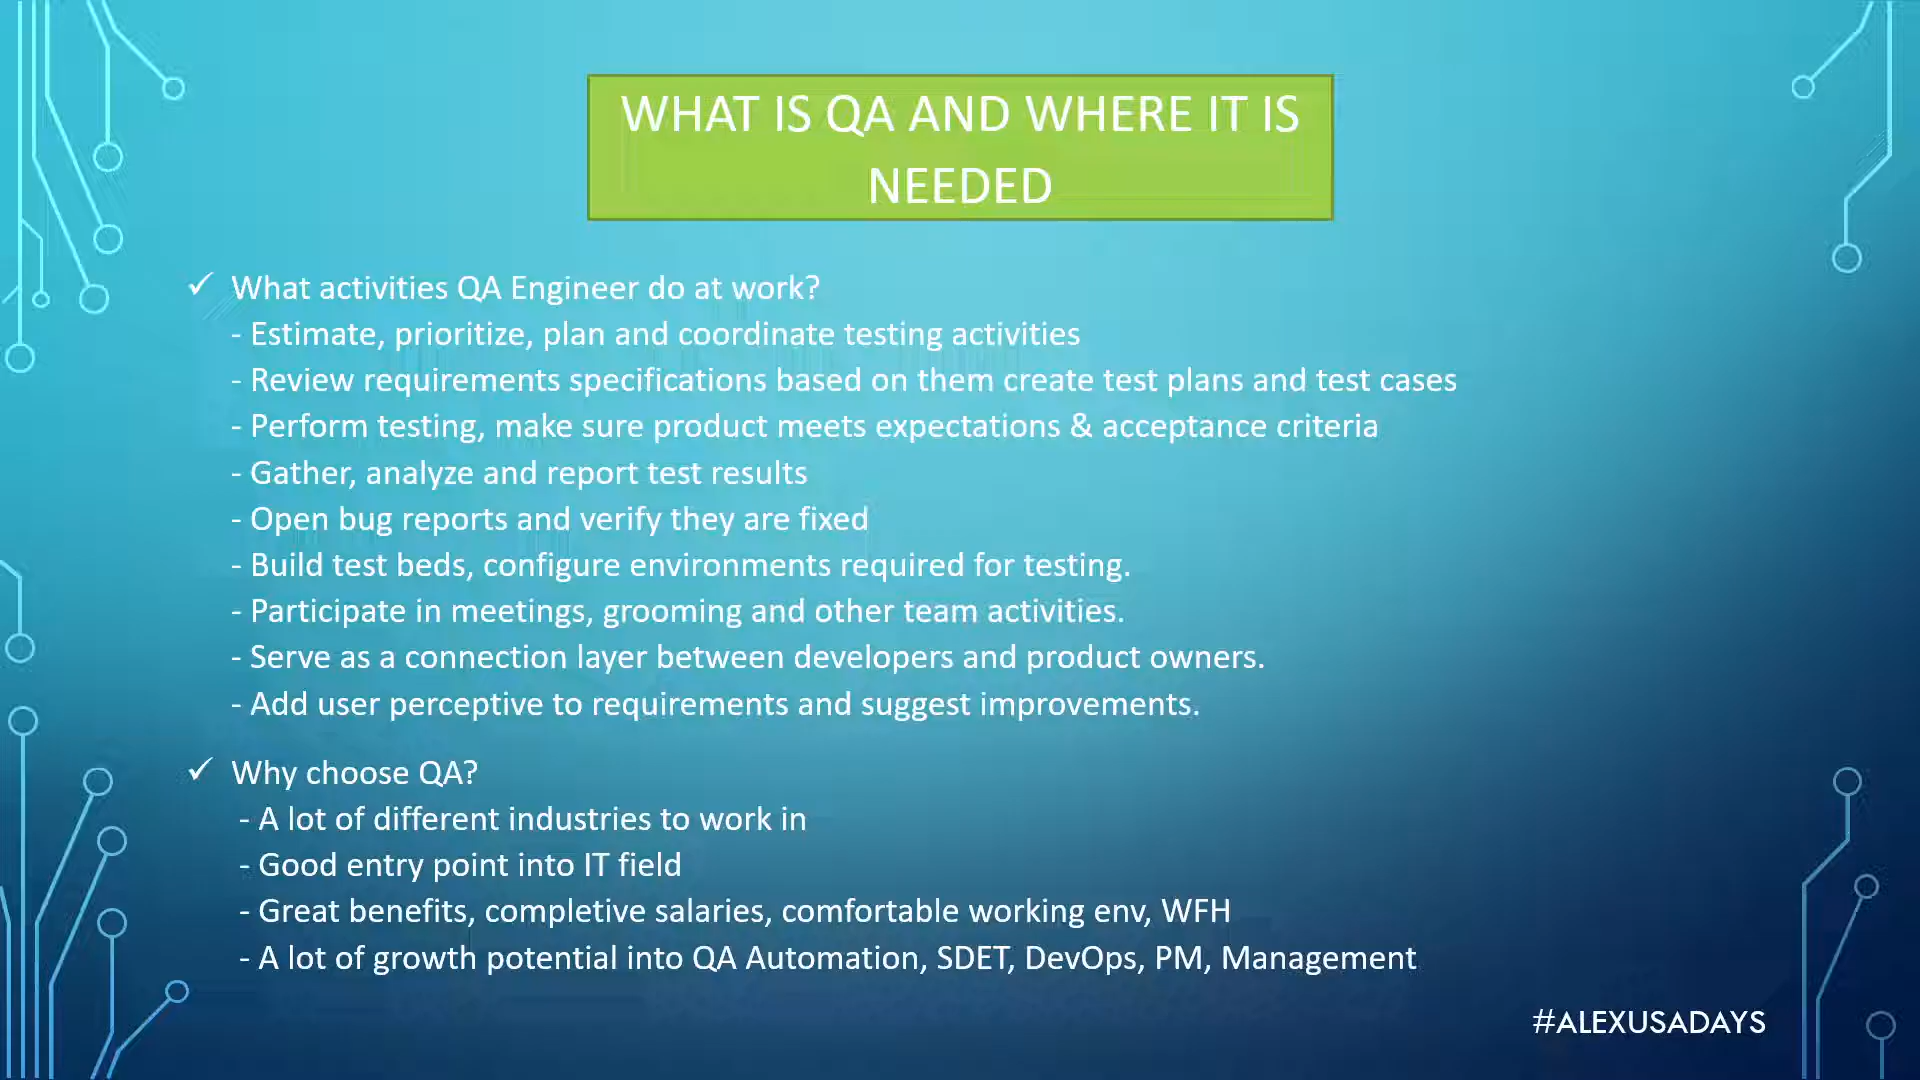 WHAT IS QA AND WHERE IT IS
NEEDED
✓ What activities QA Engineer do at work?
- Estimate, prioritize, plan and coordinate testing activities
- Review requirements specifications based on them create test plans and test cases
- Perform testing, make sure product meets expectations & acceptance criteria
- Gather, analyze and report test results
- Open bug reports and verify they are fixed
- Build test beds, configure environments required for testing.
- Participate in meetings, grooming and other team activities.
- Serve as a connection layer between developers and product owners.
- Add user perceptive to requirements and suggest improvements.
✓ Why choose QA?
- A lot of different industries to work in
- Good entry point into IT field
- Great benefits, completive salaries, comfortable working env, WFH
- A lot of growth potential into QA Automation, SDET, DevOps, PM, Management
#ALEXUSADAYS